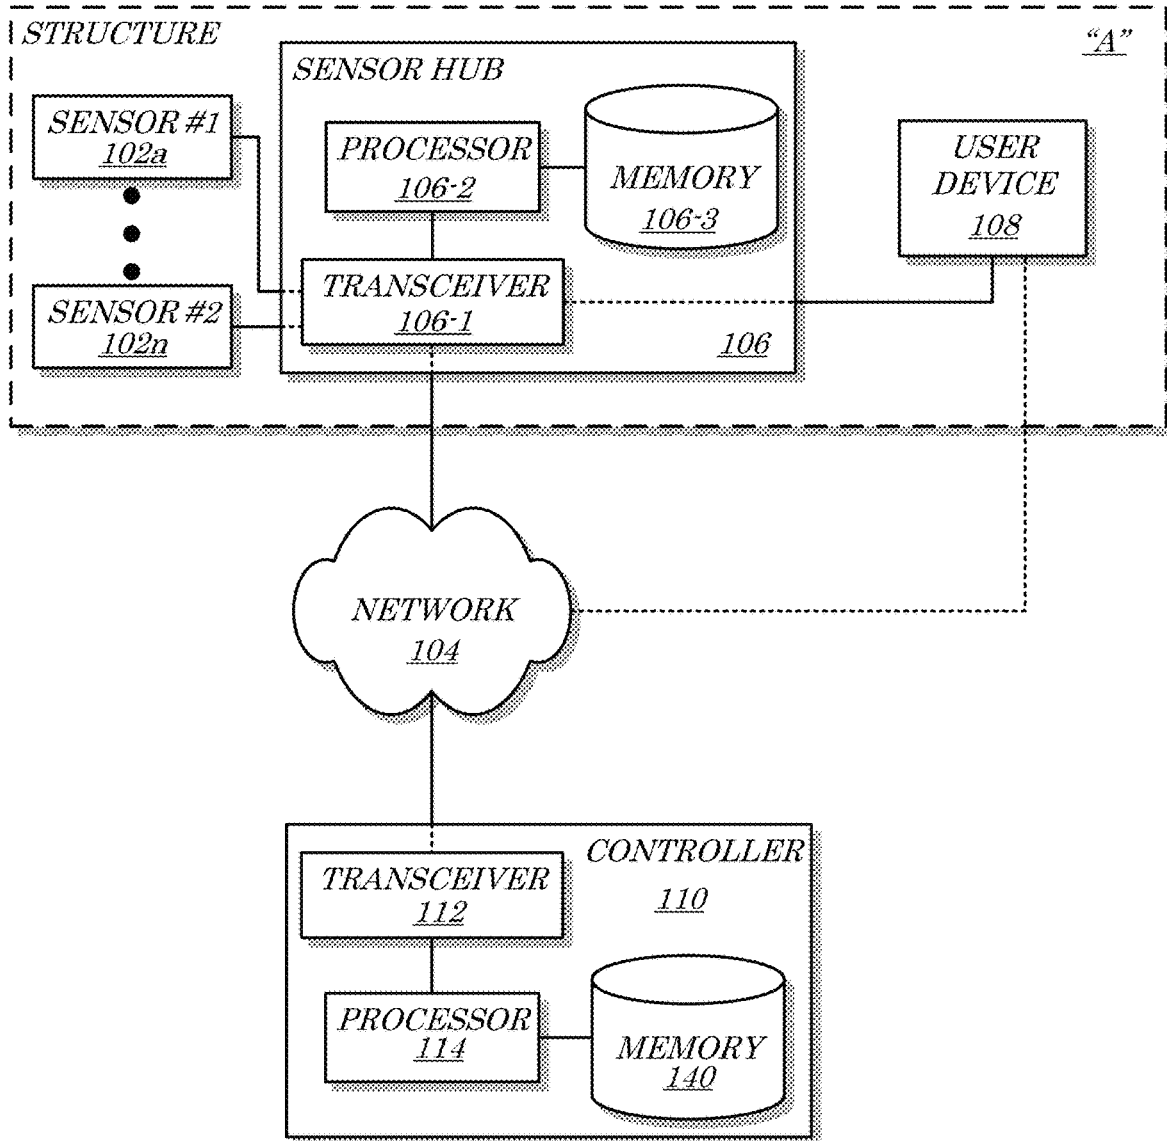 STRUCTURE
“A”
SENSOR HUB
SENSOR #1
102a
PROCESSOR
106-2
MEMORY
106-3
USER
DEVICE
108
SENSOR #2
102n
TRANSCEIVER
106-1
106
NETWORK
104
CONTROLLER
110
TRANSCEIVER
112
PROCESSOR
114
MEMORY
140